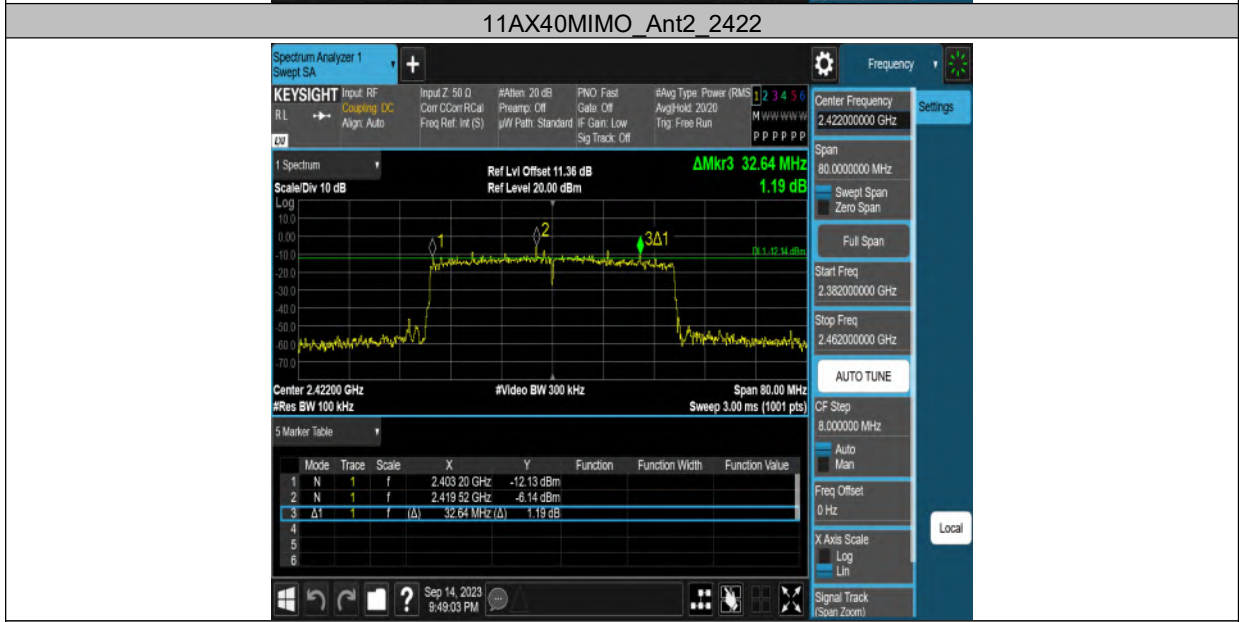 11AX40MIMO_Ant2_2422
Spectrum Analyzer 1
Swept SA
+
Frequency
KEYSIGHT Input: RF Input Z: 50 Ω #Atten: 20 dB PNO: Fast #Avg Type: Power (RMS 1 2 3 4 5 6
RL Coupling: DC Corr CCorr RCal Preamp: Off Gate: Off Avg|Hold: 20/20 M W W W W W
Align: Auto Freq Ref: Int (S) µW Path: Standard IF Gain: Low Trig: Free Run P P P P P P
LXI Sig Track: Off
Center Frequency
2.422000000 GHz
Settings
1 Spectrum
Ref Lvl Offset 11.36 dB ΔMkr3 32.64 MHz
Scale/Div 10 dB Ref Level 20.00 dBm 1.19 dB
Span
80.0000000 MHz
Swept Span
Zero Span
Full Span
Start Freq
2.382000000 GHz
Stop Freq
2.462000000 GHz
AUTO TUNE
CF Step
8.000000 MHz
Auto
Man
Freq Offset
0 Hz
X Axis Scale
Log
Lin
Signal Track
(Span Zoom)
Local
Log
10.0
0.00
-10.0
-20.0
-30.0
-40.0
-50.0
-60.0
-70.0
1
2
3Δ1
DL1 -12.14 dBm
Center 2.42200 GHz #Video BW 300 kHz Span 80.00 MHz
#Res BW 100 kHz Sweep 3.00 ms (1001 pts)
5 Marker Table
Mode Trace Scale X Y Function Function Width Function Value
1 N 1 f 2.403 20 GHz -12.13 dBm
2 N 1 f 2.419 52 GHz -6.14 dBm
3 Δ1 1 f (Δ) 32.64 MHz (Δ) 1.19 dB
4
5
6
? Sep 14, 2023
9:49:03 PM